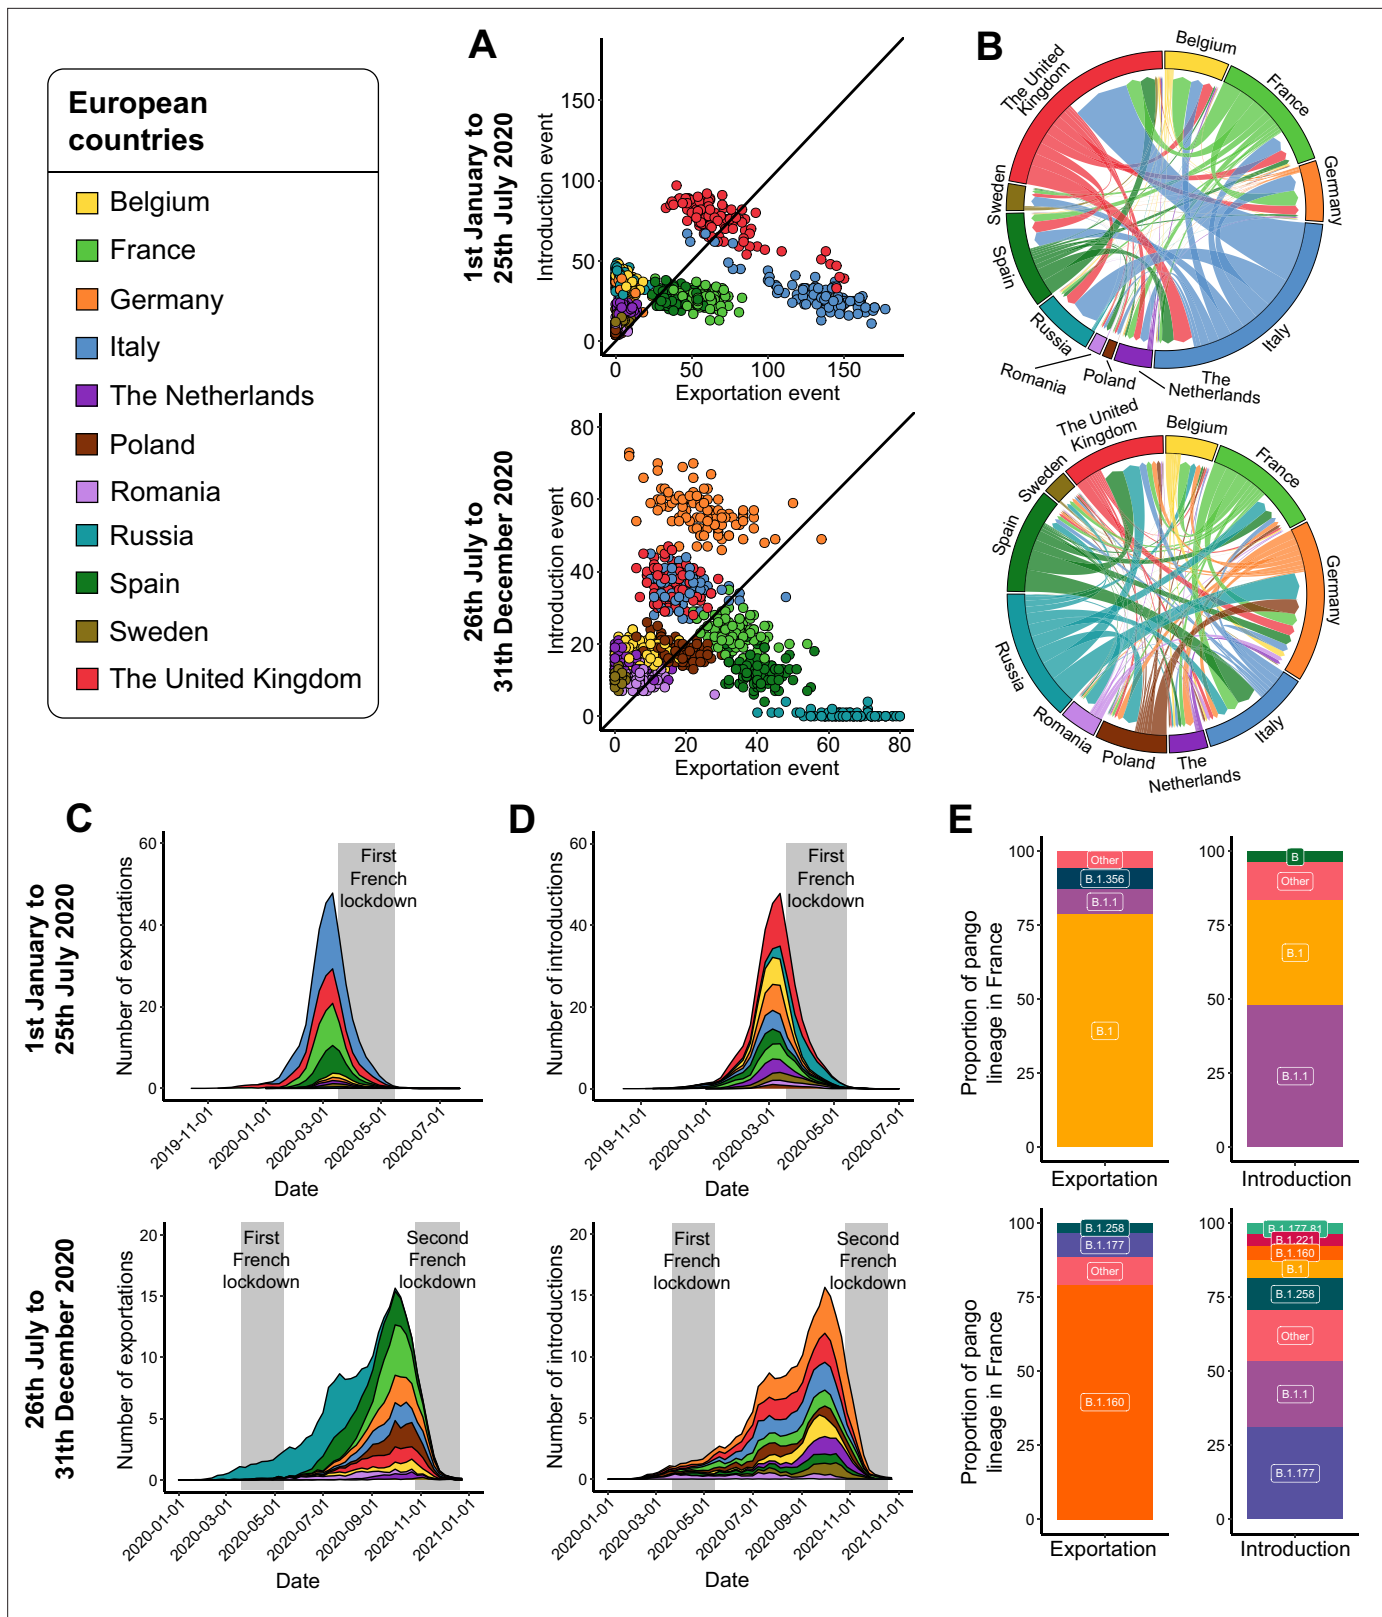 European
countries
Belgium
France
Germany
Italy
The Netherlands
Poland
Romania
Russia
Spain
Sweden
The United Kingdom
A
1st January to
25th July 2020
Introduction event
150
100
50
0
0 50 100 150
Exportation event
26th July to
31th December 2020
Introduction event
80
60
40
20
0
0 20 40 60 80
Exportation event
B
The United
Kingdom
Belgium
France
Germany
Italy
The
Netherlands
Poland
Romania
Russia
Spain
Sweden
The United
Kingdom
Belgium
France
Germany
Italy
The
Netherlands
Poland
Romania
Russia
Spain
Sweden
C
1st January to
25th July 2020
Number of exportations
60
40
20
0
First
French
lockdown
2019-11-01
2020-01-01
2020-03-01
2020-05-01
2020-07-01
Date
26th July to
31th December 2020
Number of exportations
20
15
10
5
0
First
French
lockdown
Second
French
lockdown
2020-01-01
2020-03-01
2020-05-01
2020-07-01
2020-09-01
2020-11-01
2021-01-01
Date
D
Number of introductions
60
40
20
0
First
French
lockdown
2019-11-01
2020-01-01
2020-03-01
2020-05-01
2020-07-01
Date
Number of introductions
20
15
10
5
0
First
French
lockdown
Second
French
lockdown
2020-01-01
2020-03-01
2020-05-01
2020-07-01
2020-09-01
2020-11-01
2021-01-01
Date
E
Proportion of pango
lineage in France
100
75
50
25
0
Other
B.1.356
B.1.1
B.1
Exportation
100
75
50
25
0
B
Other
B.1
B.1.1
Introduction
Proportion of pango
lineage in France
100
75
50
25
0
B.1.258
B.1.177
Other
B.1.160
Exportation
100
75
50
25
0
B.1.177.81
B.1.221
B.1.160
B.1
B.1.258
Other
B.1.1
B.1.177
Introduction